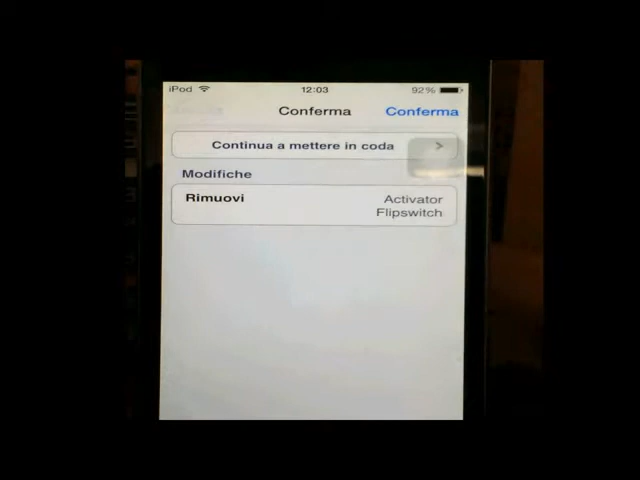 iPod 12:03 92%
Conferma Conferma
Continua a mettere in coda
Modifiche
Rimuovi Activator
Flipswitch